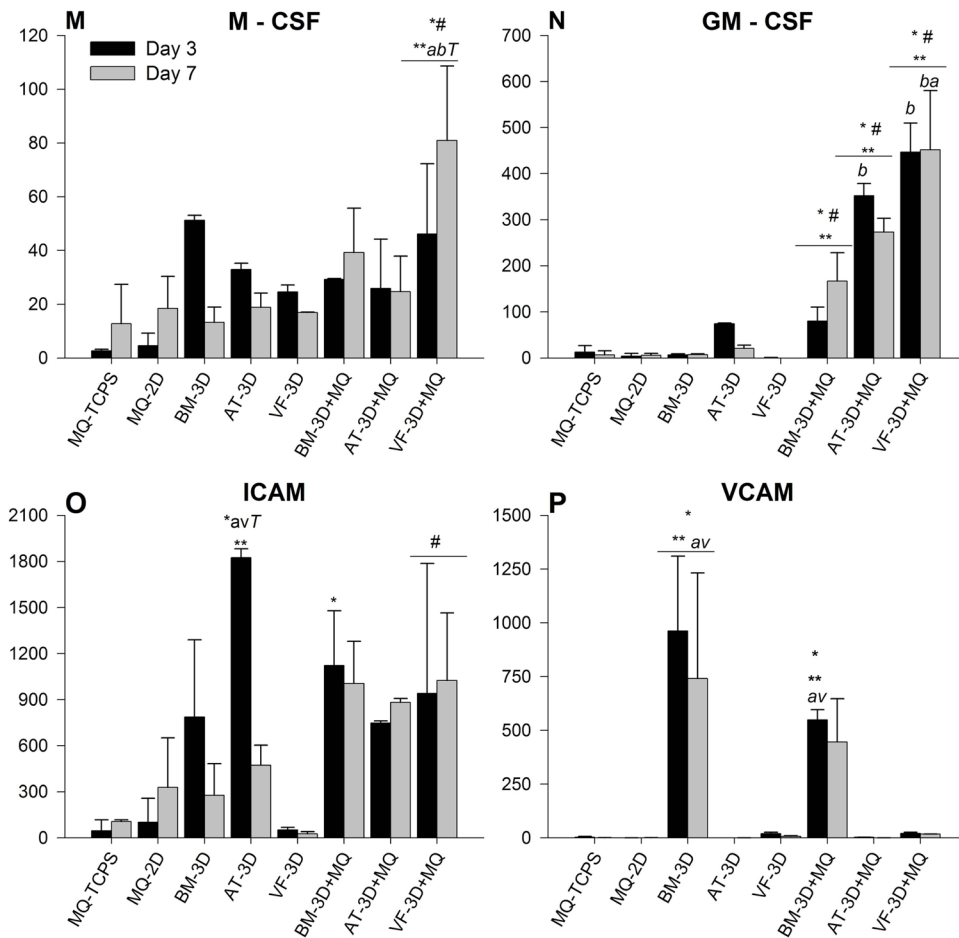 M
M - CSF
120
100
80
60
40
20
0
Day 3
Day 7
*#
**abT
MQ-TCPS
MQ-2D
BM-3D
AT-3D
VF-3D
BM-3D+MQ
AT-3D+MQ
VF-3D+MQ
N
GM - CSF
700
600
500
400
300
200
100
0
* #
**
* #
**
b
* #
**
ba
b
MQ-TCPS
MQ-2D
BM-3D
AT-3D
VF-3D
BM-3D+MQ
AT-3D+MQ
VF-3D+MQ
O
ICAM
2100
1800
1500
1200
900
600
300
0
*avT
**
*
#
MQ-TCPS
MQ-2D
BM-3D
AT-3D
VF-3D
BM-3D+MQ
AT-3D+MQ
VF-3D+MQ
P
VCAM
1500
1250
1000
750
500
250
0
*
** av
*
**
av
MQ-TCPS
MQ-2D
BM-3D
AT-3D
VF-3D
BM-3D+MQ
AT-3D+MQ
VF-3D+MQ